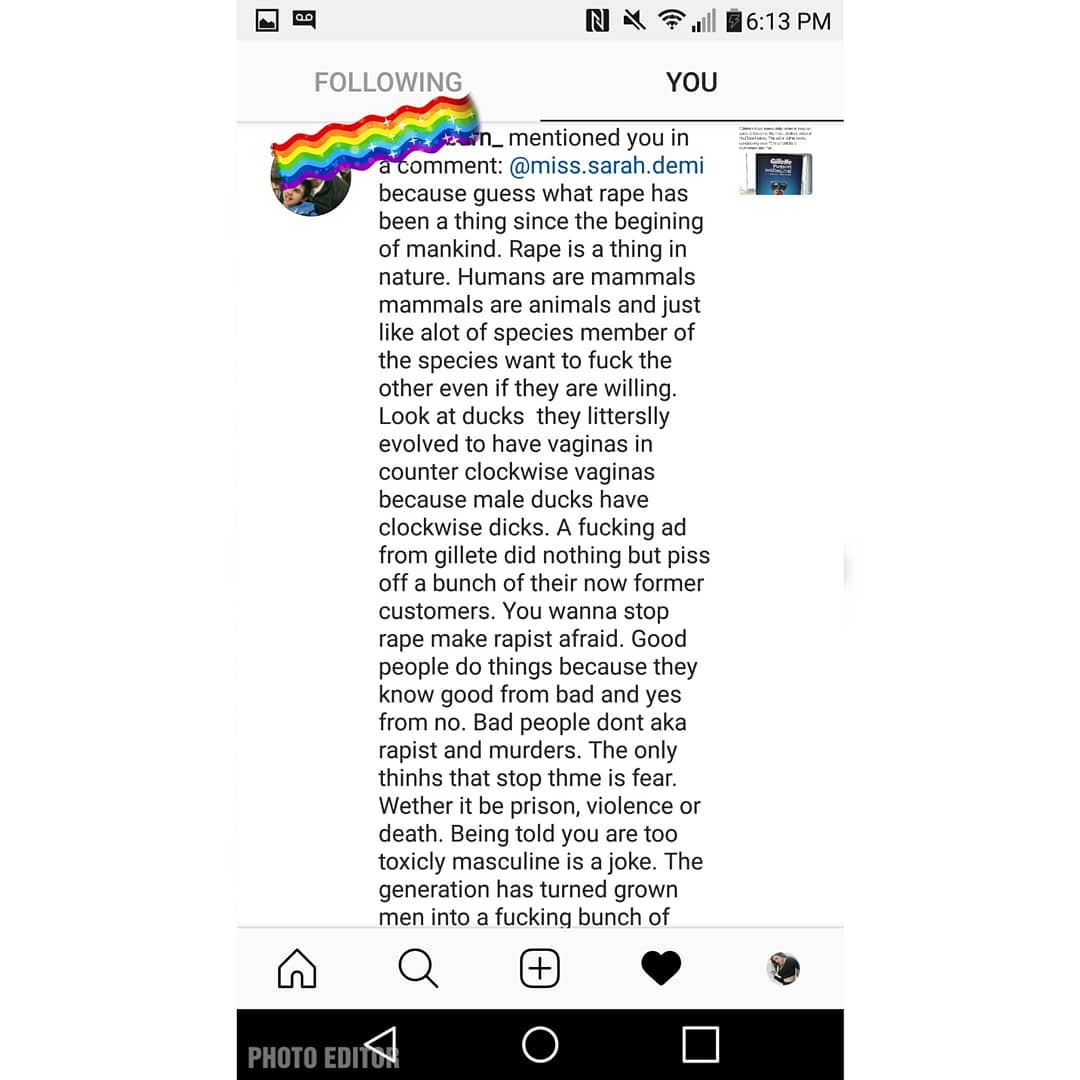 6:13 PM
FOLLOWING
YOU
mentioned you in
a comment: @miss.sarah.demi
because guess what rape has
been a thing since the begining
of mankind. Rape is a thing in
nature. Humans are mammals
mammals are animals and just
like alot of species member of
the species want to fuck the
other even if they are willing.
Look at ducks  they litterslly
evolved to have vaginas in
counter clockwise vaginas
because male ducks have
clockwise dicks. A fucking ad
from gillete did nothing but piss
off a bunch of their now former
customers. You wanna stop
rape make rapist afraid. Good
people do things because they
know good from bad and yes
from no. Bad people dont aka
rapist and murders. The only
thinhs that stop thme is fear.
Wether it be prison, violence or
death. Being told you are too
toxicly masculine is a joke. The
generation has turned grown
men into a fucking bunch of
Gillette
PHOTO EDITOR